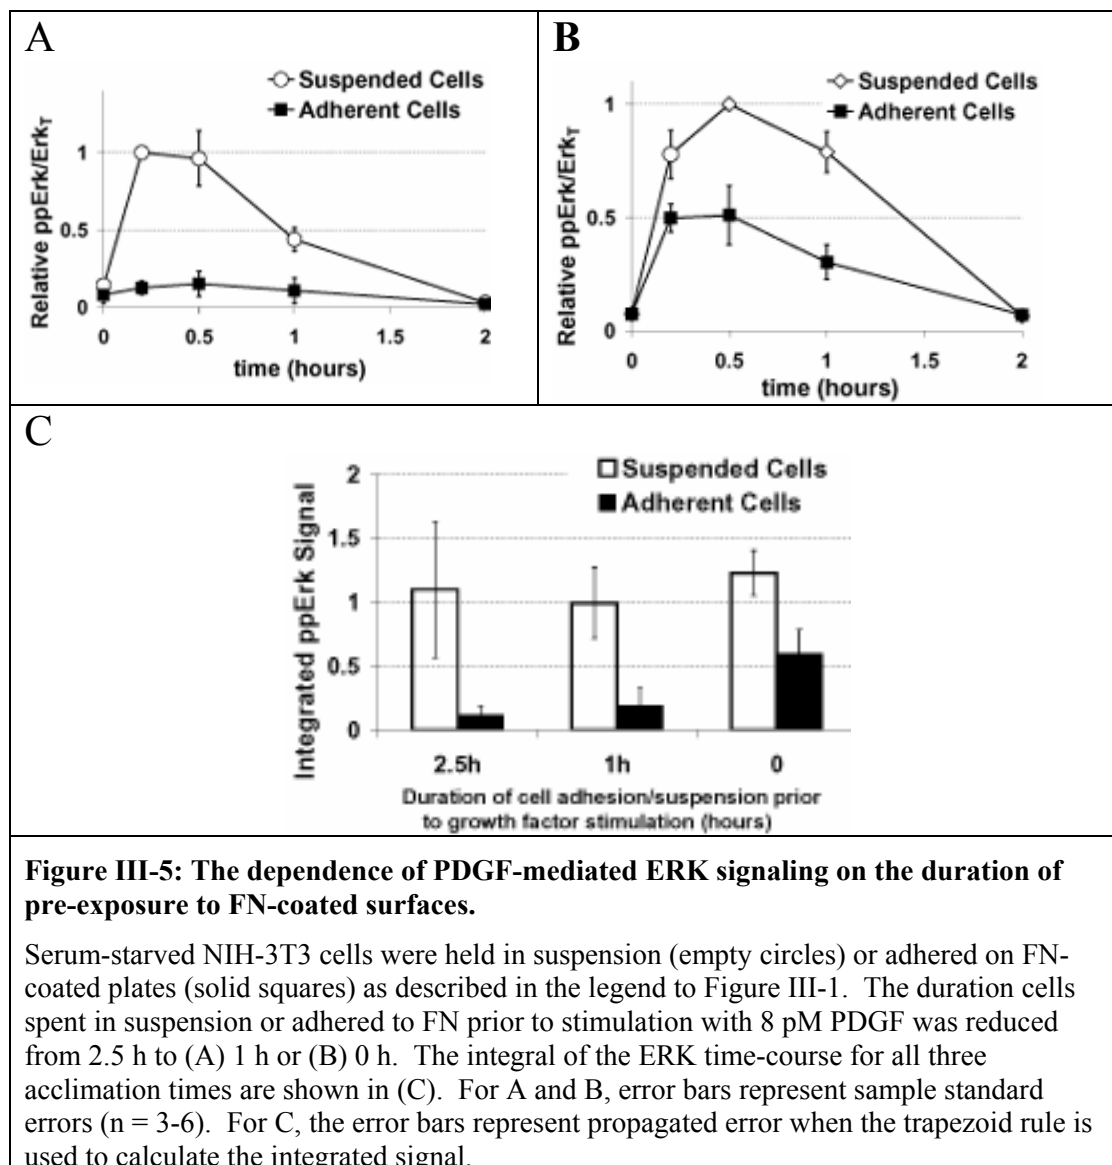 A
Suspended Cells
Adherent Cells
Relative ppErk/ErkT
1
0.5
0
0 0.5 1 1.5 2
time (hours)
B
Suspended Cells
Adherent Cells
Relative ppErk/ErkT
1
0.5
0
0 0.5 1 1.5 2
time (hours)
C
Suspended Cells
Adherent Cells
Integrated ppErk Signal
2
1.5
1
0.5
0
2.5h 1h 0
Duration of cell adhesion/suspension prior
to growth factor stimulation (hours)
Figure III-5: The dependence of PDGF-mediated ERK signaling on the duration of
pre-exposure to FN-coated surfaces.
Serum-starved NIH-3T3 cells were held in suspension (empty circles) or adhered on FN-
coated plates (solid squares) as described in the legend to Figure III-1. The duration cells
spent in suspension or adhered to FN prior to stimulation with 8 pM PDGF was reduced
from 2.5 h to (A) 1 h or (B) 0 h. The integral of the ERK time-course for all three
acclimation times are shown in (C). For A and B, error bars represent sample standard
errors (n = 3-6). For C, the error bars represent propagated error when the trapezoid rule is
used to calculate the integrated signal.